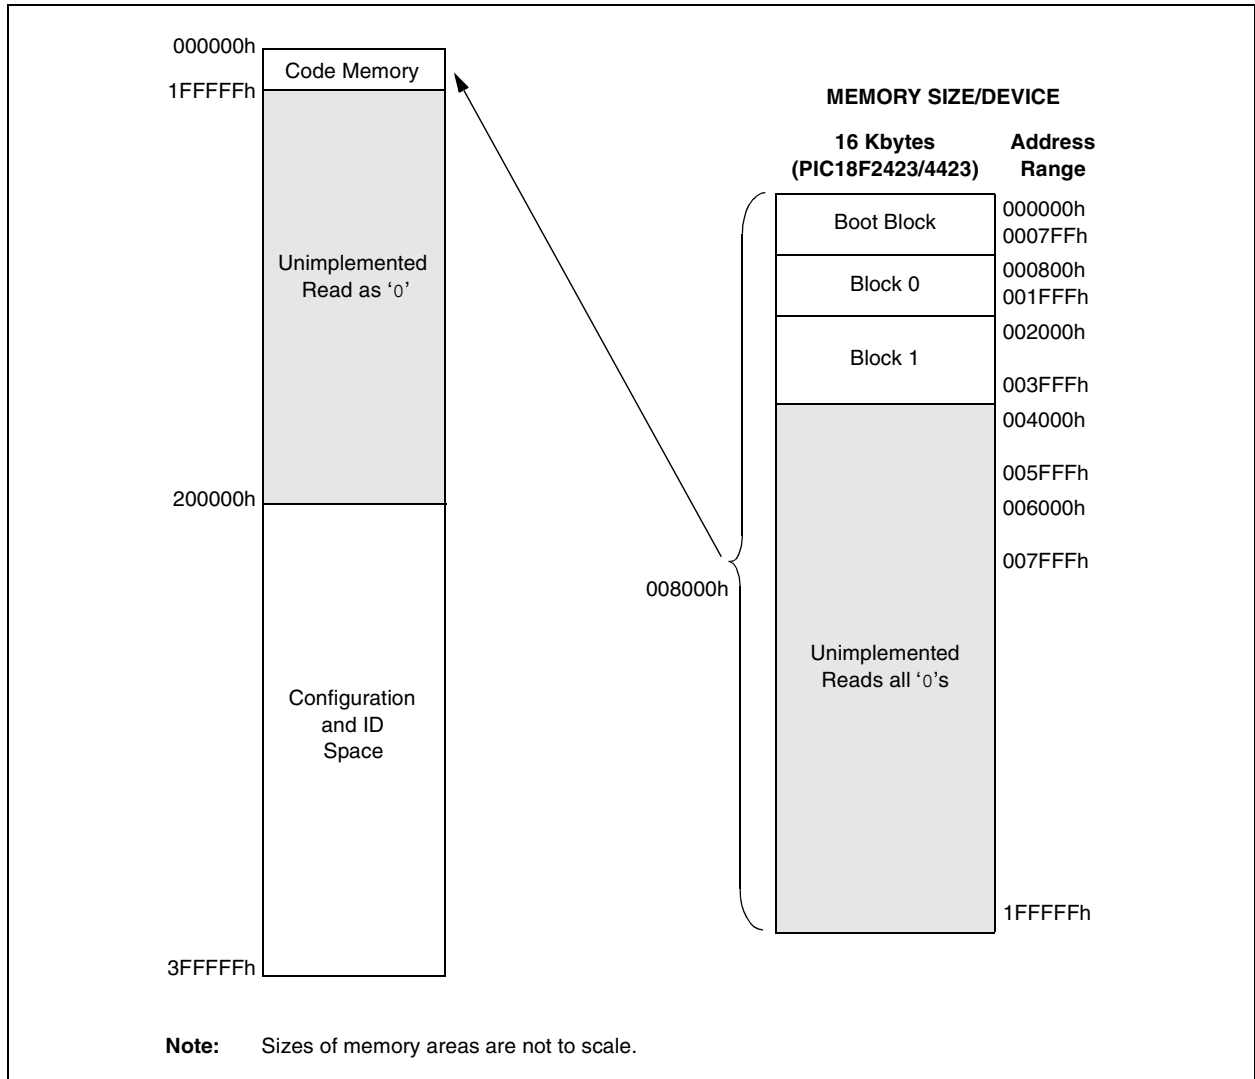 000000h
Code Memory
1FFFFFh
Unimplemented
Read as ‘0’
200000h
Configuration
and ID
Space
3FFFFFh
MEMORY SIZE/DEVICE
16 Kbytes
(PIC18F2423/4423)
Address
Range
Boot Block
000000h
0007FFh
Block 0
000800h
001FFFh
Block 1
002000h
003FFFh
004000h
005FFFh
006000h
007FFFh
008000h
Unimplemented
Reads all ‘0’s
1FFFFFh
Note: Sizes of memory areas are not to scale.